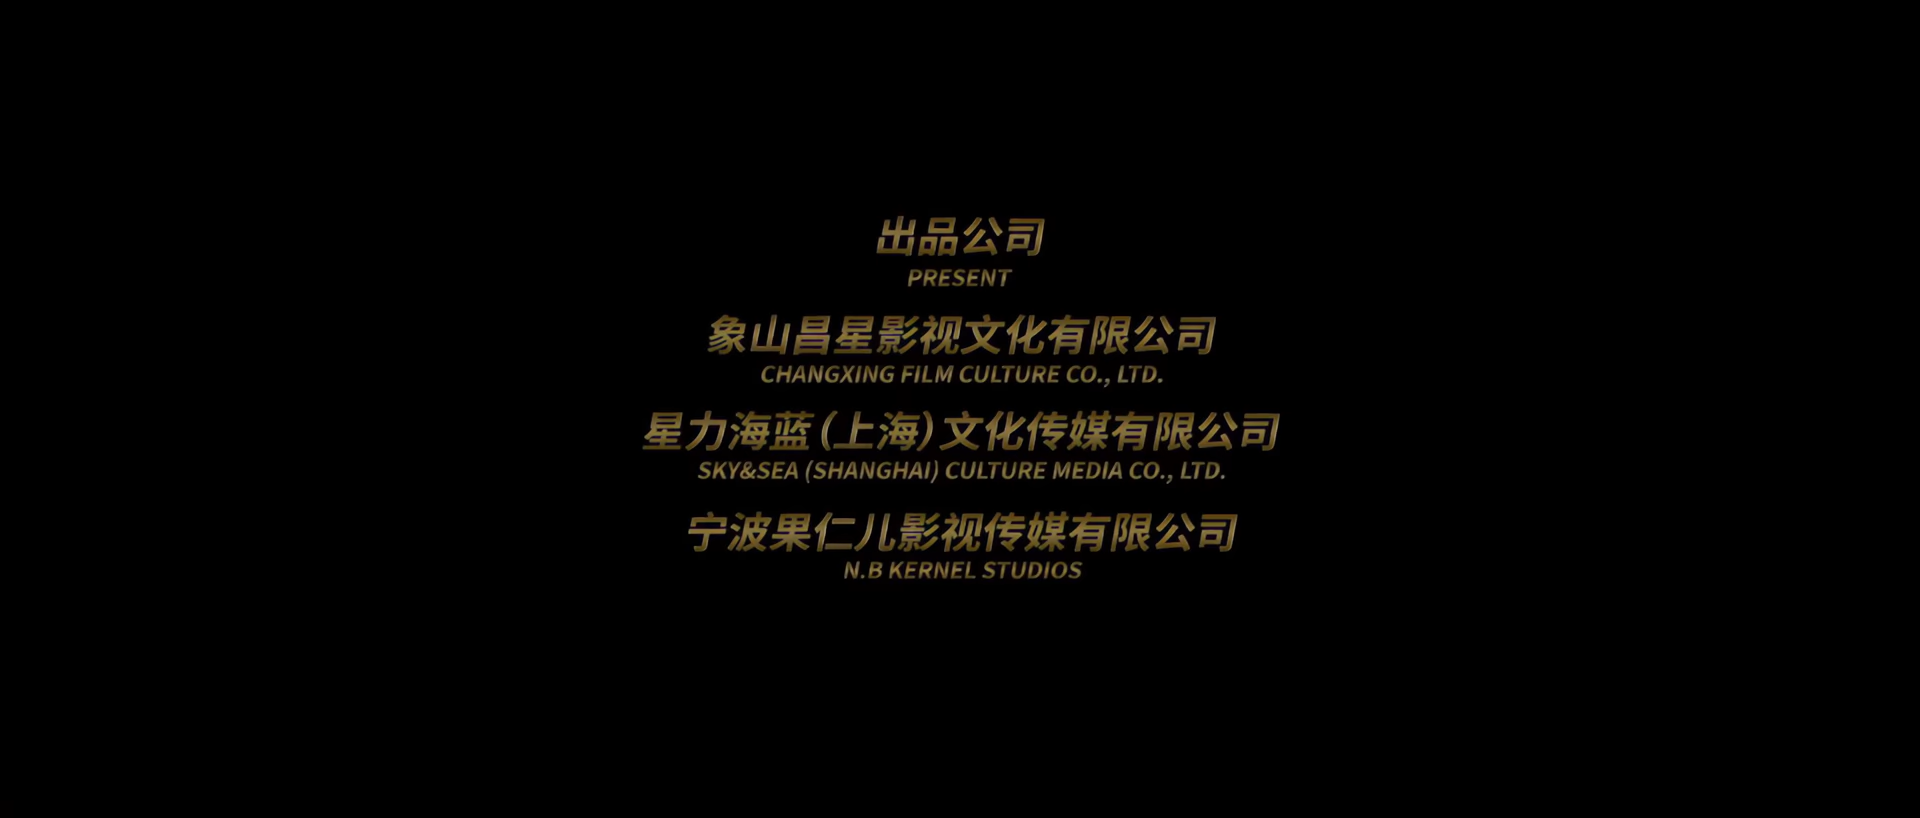 出品公司
PRESENT
象山昌星影视文化有限公司
CHANGXING FILM CULTURE CO., LTD.
星力海蓝(上海)文化传媒有限公司
SKY&SEA (SHANGHAI) CULTURE MEDIA CO., LTD.
宁波果仁儿影视传媒有限公司
N.B KERNEL STUDIOS